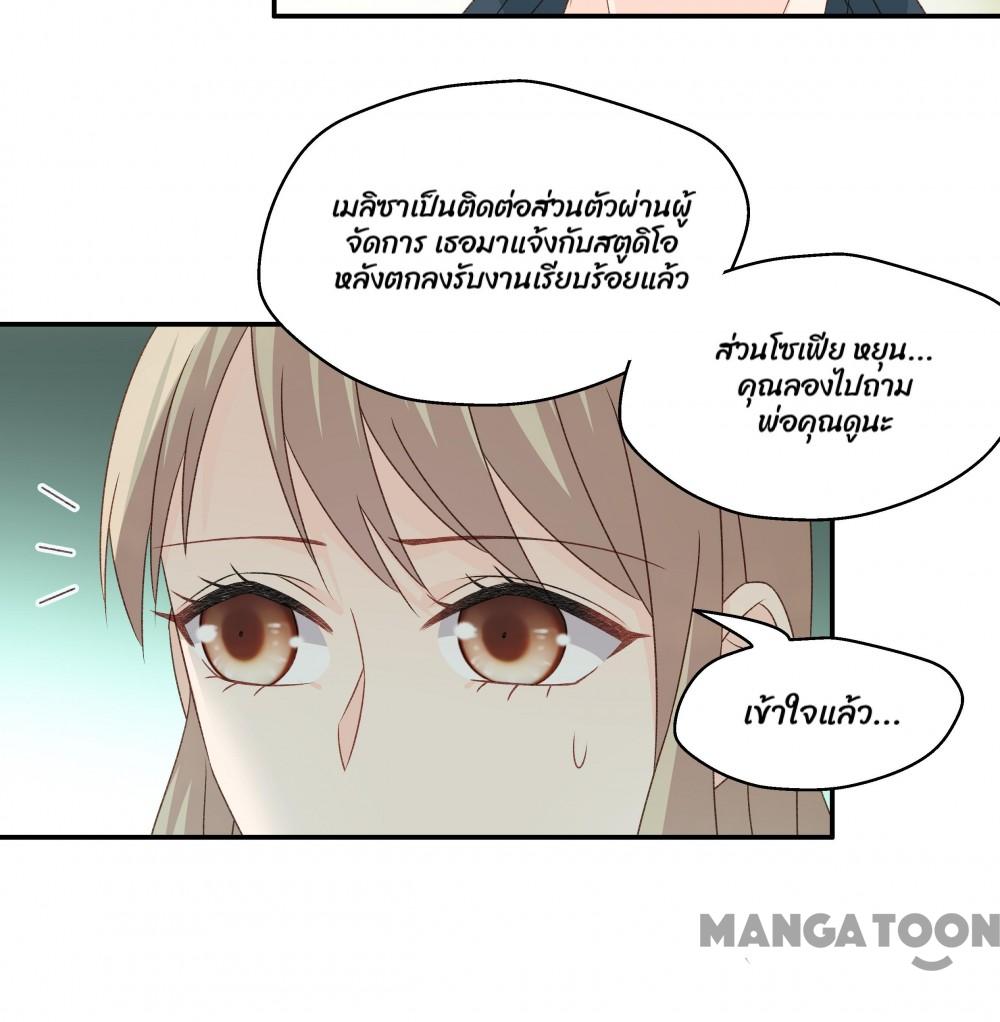 เมลิซาเป็นติดต่อส่วนตัวผ่านผู้
จัดการ เธอมาแจ้งกับสตูดิโอ
หลังตกลงรับงานเรียบร้อยแล้ว
ส่วนโซเฟีย หยุน...
คุณลองไปถาม
พ่อคุณดูนะ
เข้าใจแล้ว...
MANGATOON